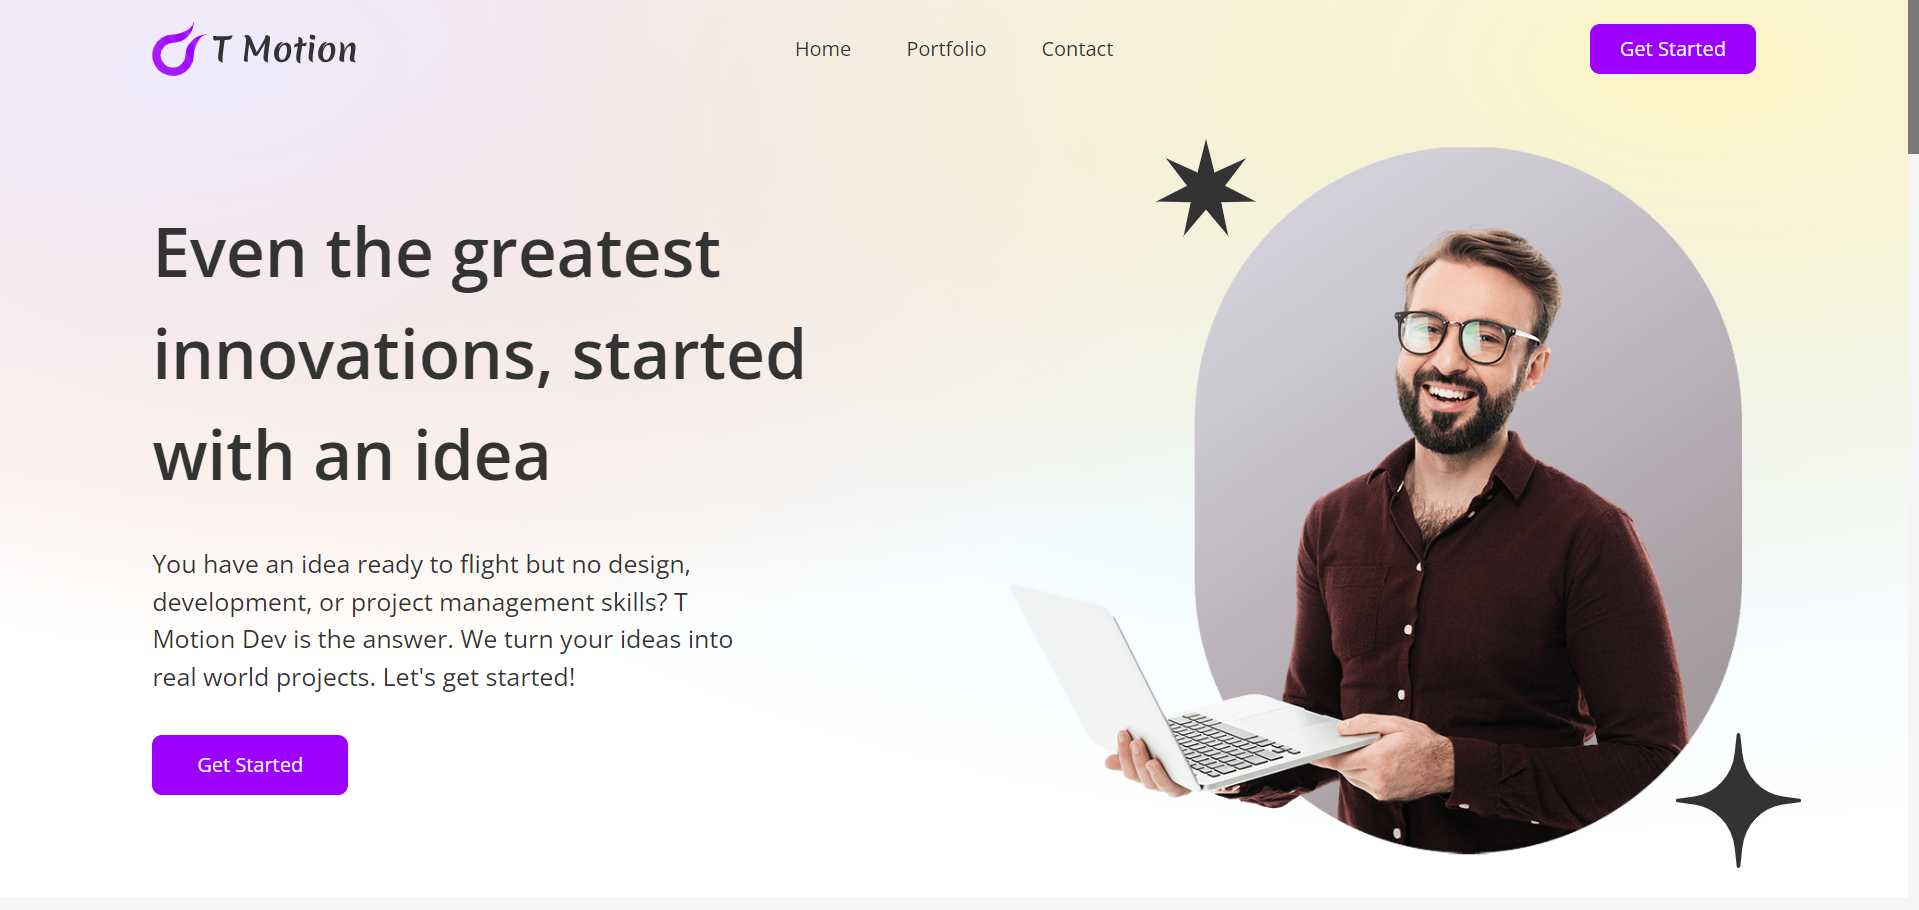 T Motion
Home
Portfolio
Contact
Get Started
Even the greatest
innovations, started
with an idea
You have an idea ready to flight but no design,
development, or project management skills? T
Motion Dev is the answer. We turn your ideas into
real world projects. Let's get started!
Get Started